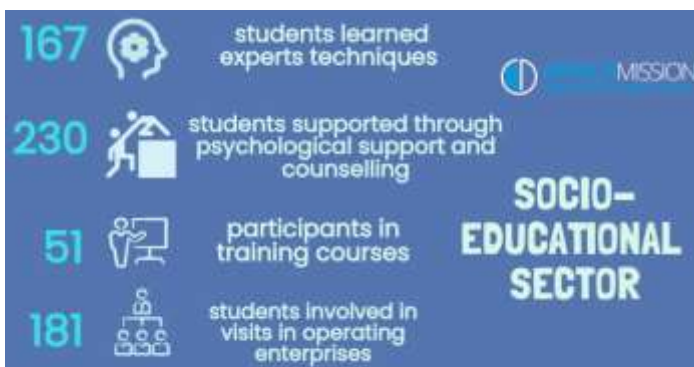 167
students learned
experts techniques
MISSION
230
students supported through
psychological support and
counselling
SOCIO-
EDUCATIONAL
SECTOR
51
participants in
training courses
181
students involved in
visits in operating
enterprises